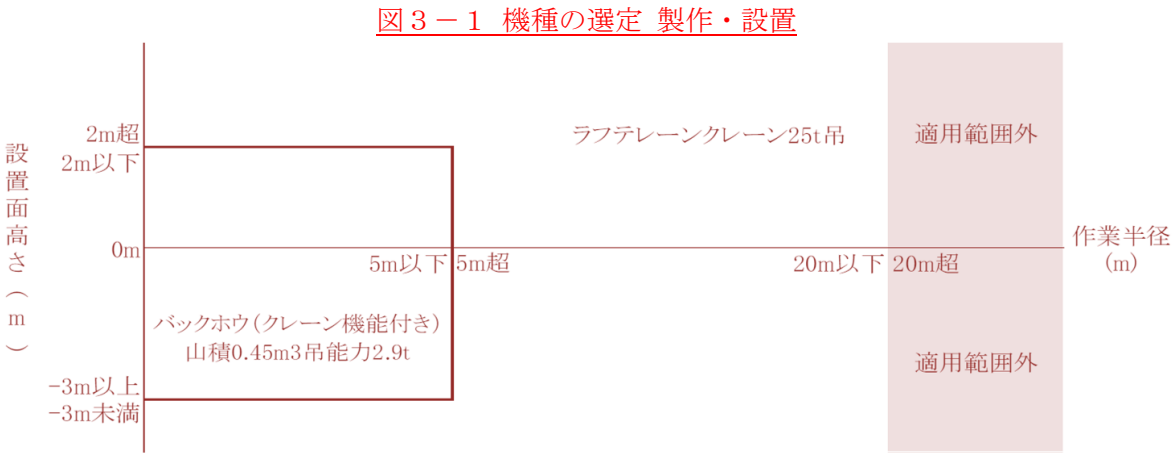 図３－１ 機種の選定 製作・設置
設置面高さ(m)
2m超
2m以下
ラフテレーンクレーン25t吊
適用範囲外
0m
5m以下
5m超
20m以下
20m超
作業半径
(m)
バックホウ(クレーン機能付き)
山積0.45m3吊能力2.9t
適用範囲外
-3m以上
-3m未満